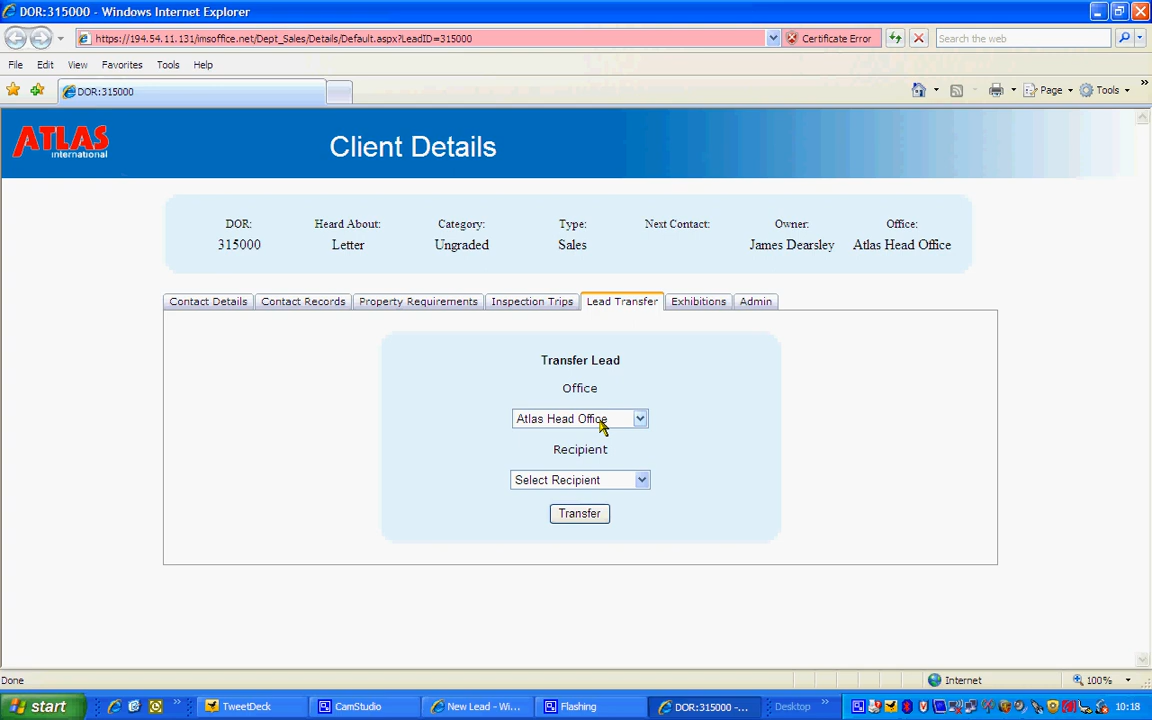 DOR:315000 - Windows Internet Explorer
https://194.54.11.131/imsoffice.net/Dept_Sales/Details/Default.aspx?LeadID=315000
Certificate Error
Search the web
File Edit View Favorites Tools Help
DOR:315000
Page Tools
ATLAS
international
Client Details
DOR: Heard About: Category: Type: Next Contact: Owner: Office:
315000 Letter Ungraded Sales James Dearsley Atlas Head Office
Contact Details Contact Records Property Requirements Inspection Trips Lead Transfer Exhibitions Admin
Transfer Lead
Office
Atlas Head Office
Recipient
Select Recipient
Transfer
Done Internet 100%
start TweetDeck CamStudio New Lead - Wi... Flashing DOR:315000 -... Desktop 10:18